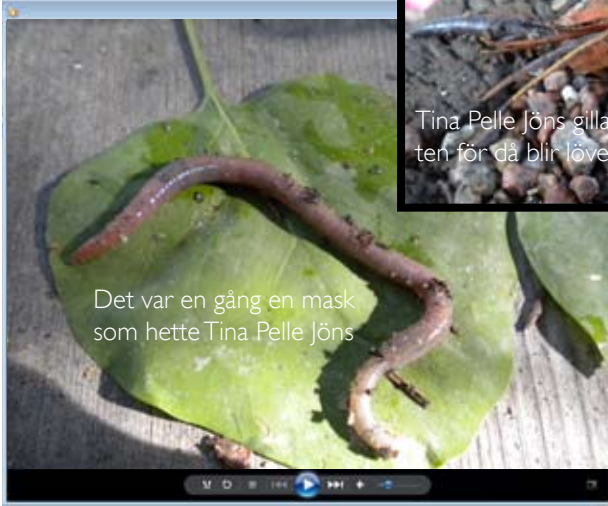 Tina Pelle Jöns gilla
ten för då blir löve
Det var en gång en mask
som hette Tina Pelle Jöns